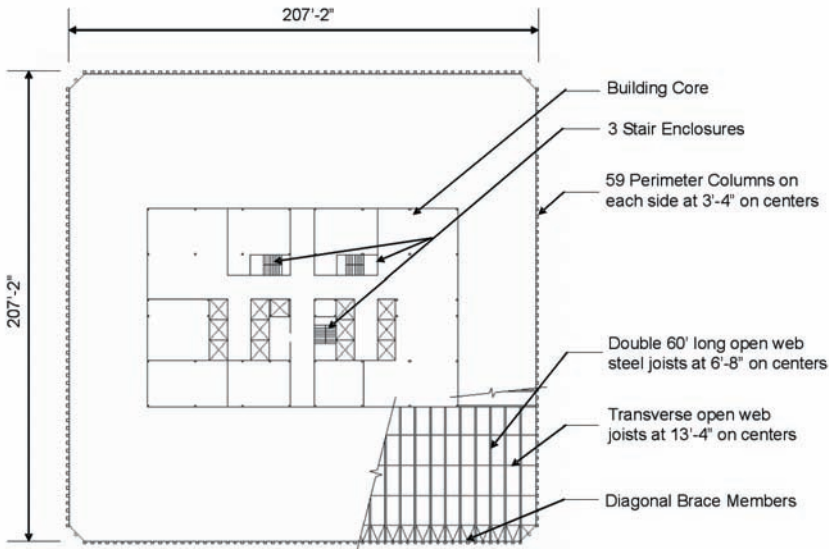 207'-2"
Building Core
3 Stair Enclosures
59 Perimeter Columns on
each side at 3'-4" on centers
207'-2"
Double 60' long open web
steel joists at 6'-8" on centers
Transverse open web
joists at 13'-4" on centers
Diagonal Brace Members